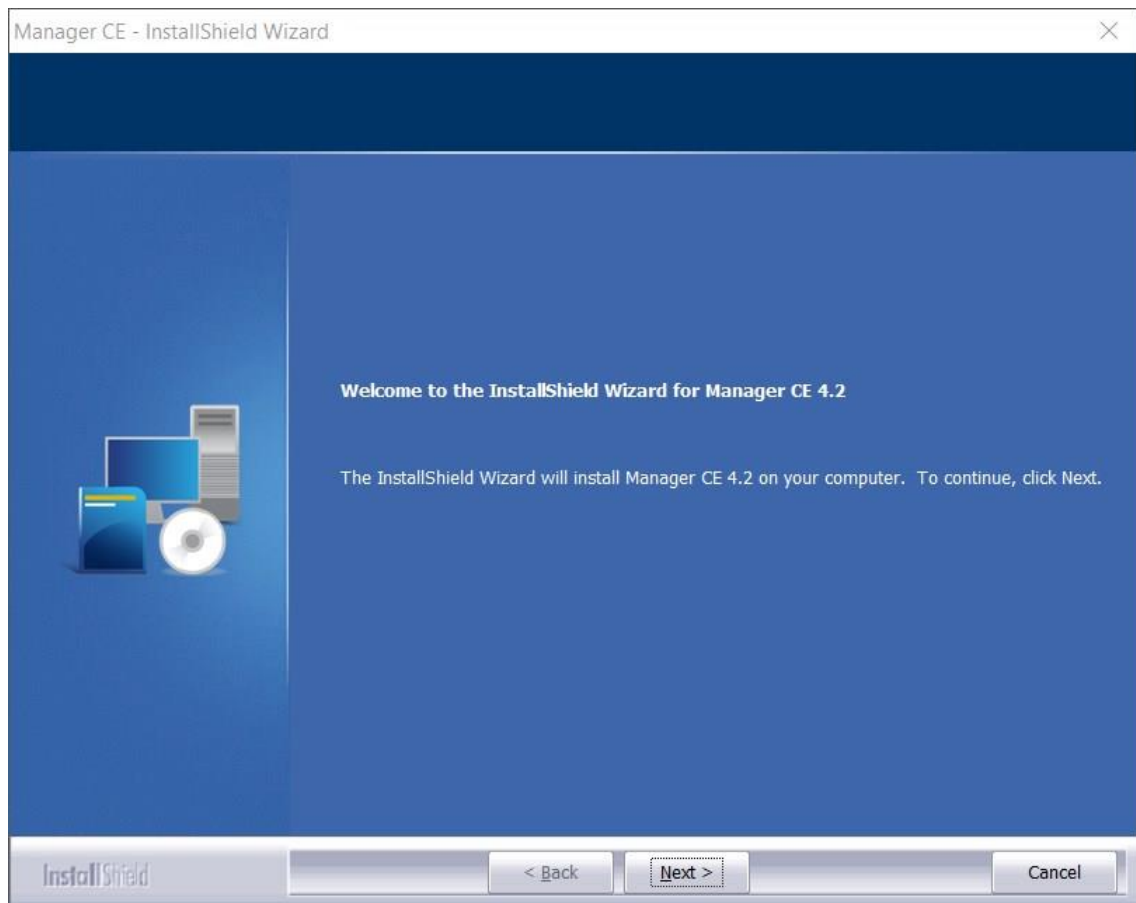 Manager CE - InstallShield Wizard
Welcome to the InstallShield Wizard for Manager CE 4.2
The InstallShield Wizard will install Manager CE 4.2 on your computer.  To continue, click Next.
InstallShield
< Back
Next >
Cancel